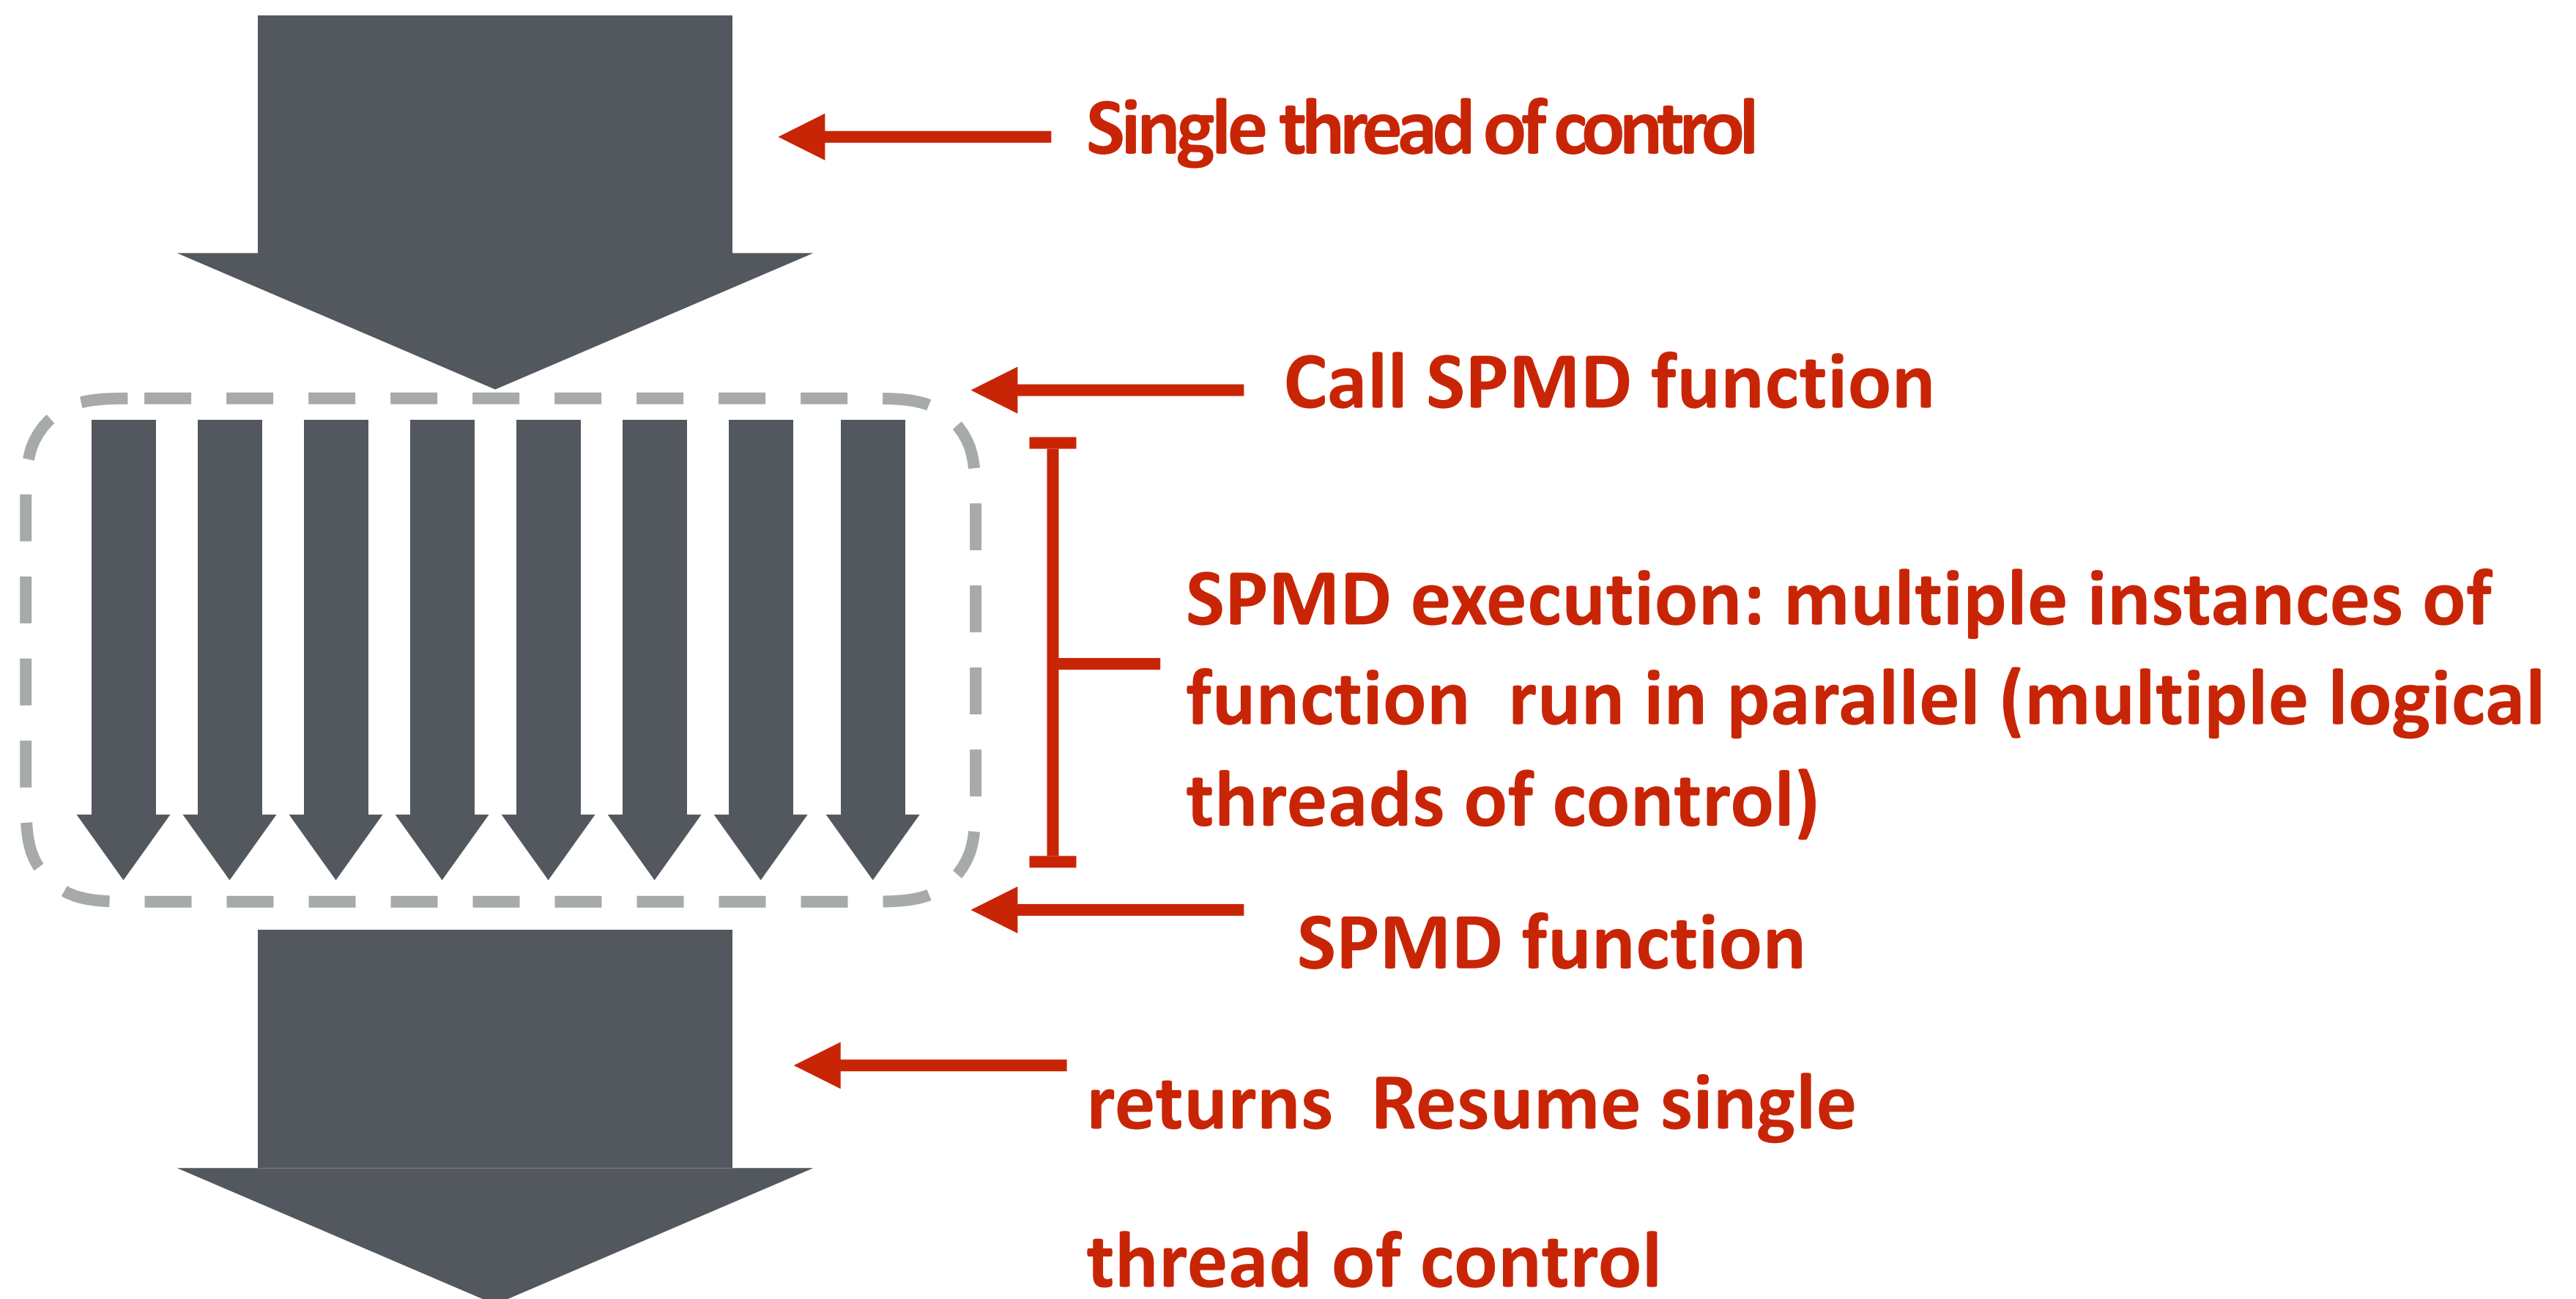 Single thread of control
Call SPMD function
SPMD execution: multiple instances of
function run in parallel (multiple logical
threads of control)
SPMD function
returns Resume single
thread of control